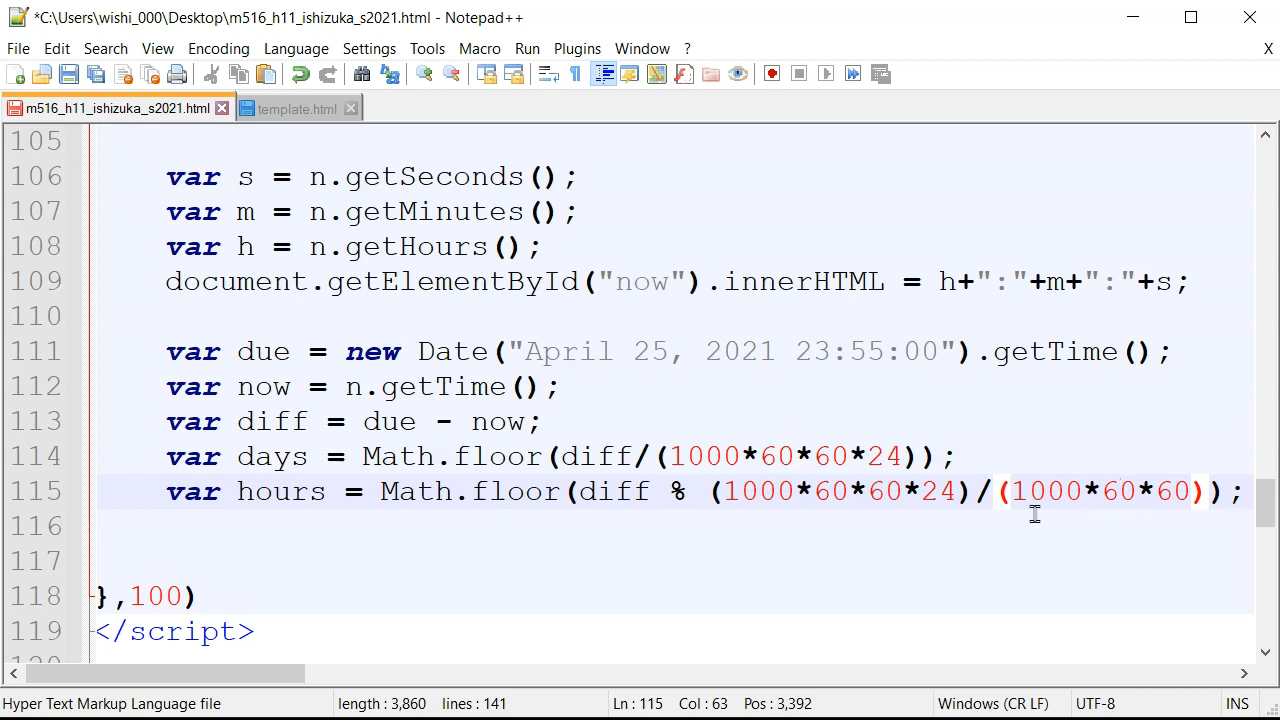 *C:\Users\wishi_000\Desktop\m516_h11_ishizuka_s2021.html - Notepad++
File Edit Search View Encoding Language Settings Tools Macro Run Plugins Window ? X
m516_h11_ishizuka_s2021.html template.html
105
106 var s = n.getSeconds();
107 var m = n.getMinutes();
108 var h = n.getHours();
109 document.getElementById("now").innerHTML = h+":"+m+":"+s;
110
111 var due = new Date("April 25, 2021 23:55:00").getTime();
112 var now = n.getTime();
113 var diff = due - now;
114 var days = Math.floor(diff/(1000*60*60*24));
115 var hours = Math.floor(diff % (1000*60*60*24)/(1000*60*60));
116
117
118 },100)
119 </script>
120
Hyper Text Markup Language file length : 3,860 lines : 141 Ln : 115 Col : 63 Pos : 3,392 Windows (CR LF) UTF-8 INS